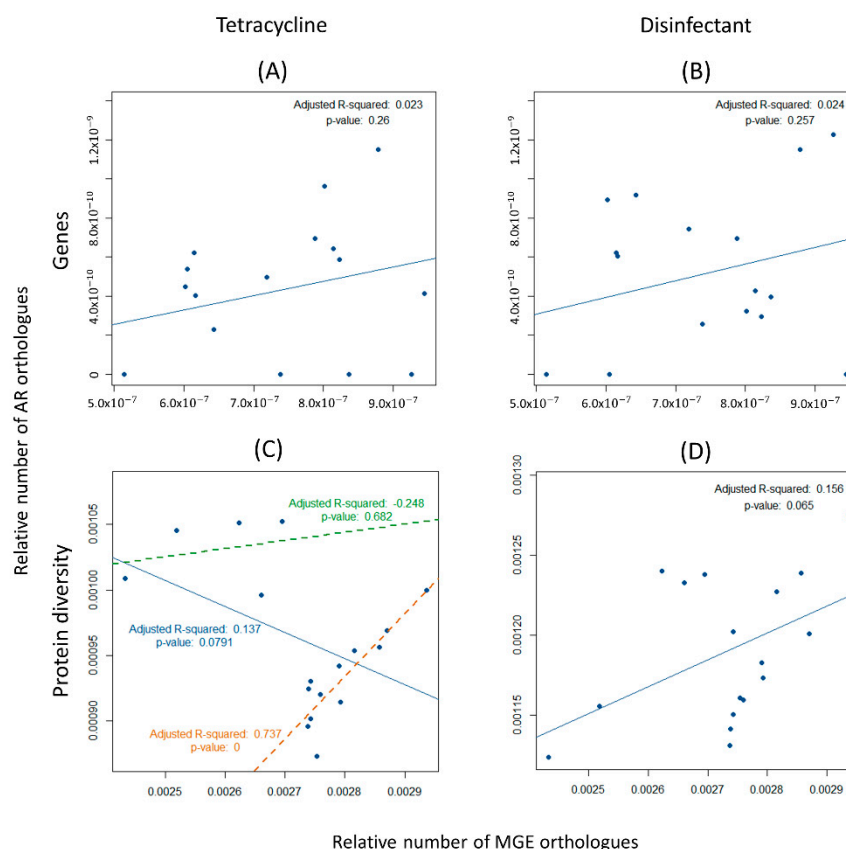 Tetracycline
Disinfectant
(A)
(B)
Adjusted R-squared: 0.023
p-value: 0.26
Adjusted R-squared: 0.024
p-value: 0.257
1.2x10⁻⁹
8.0x10⁻¹⁰
4.0x10⁻¹⁰
0
1.2x10⁻⁹
8.0x10⁻¹⁰
4.0x10⁻¹⁰
0
Genes
5.0x10⁻⁷ 6.0x10⁻⁷ 7.0x10⁻⁷ 8.0x10⁻⁷ 9.0x10⁻⁷
5.0x10⁻⁷ 6.0x10⁻⁷ 7.0x10⁻⁷ 8.0x10⁻⁷ 9.0x10⁻⁷
Relative number of AR orthologues
(C)
(D)
Adjusted R-squared: -0.248
p-value: 0.682
Adjusted R-squared: 0.137
p-value: 0.0791
Adjusted R-squared: 0.737
p-value: 0
Adjusted R-squared: 0.156
p-value: 0.065
0.00105
0.00100
0.00095
0.00090
0.00130
0.00125
0.00120
0.00115
Protein diversity
0.0025 0.0026 0.0027 0.0028 0.0029
0.0025 0.0026 0.0027 0.0028 0.0029
Relative number of MGE orthologues